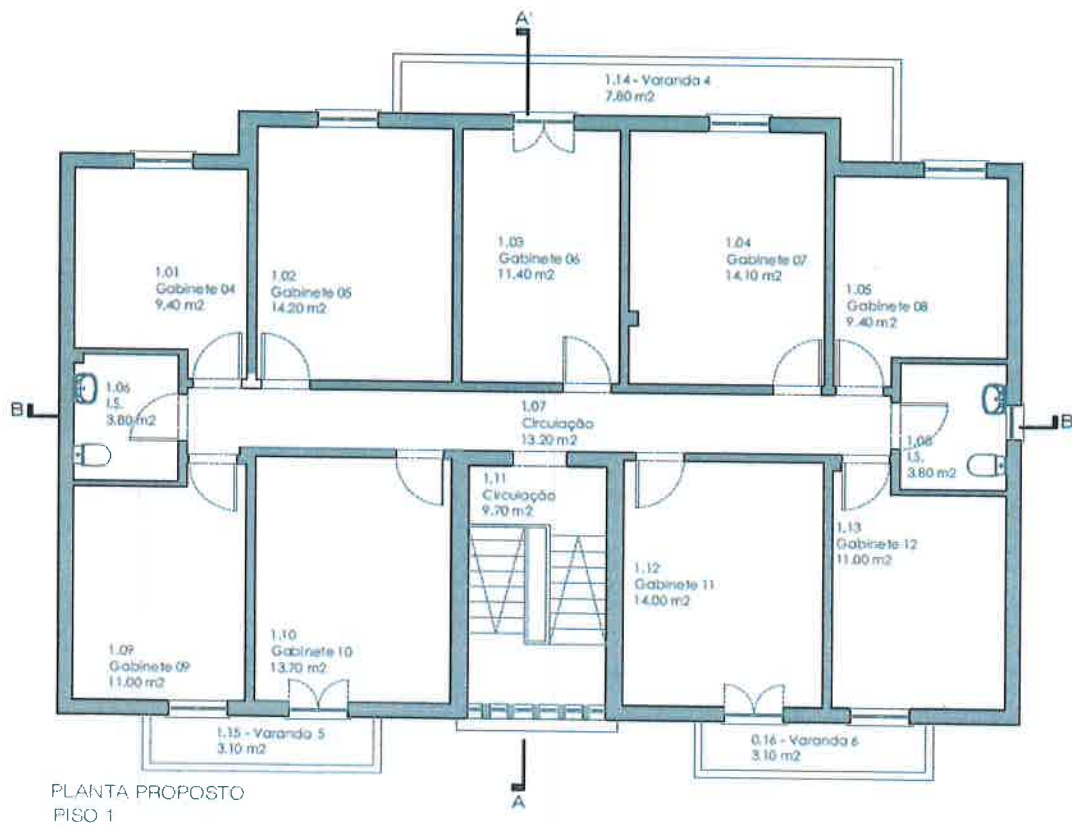 A'
1.14 - Varanda 4
7.80 m2
1.01
Gabinete 04
9.40 m2
1.02
Gabinete 05
14.20 m2
1.03
Gabinete 06
11.40 m2
1.04
Gabinete 07
14.10 m2
1.05
Gabinete 08
9.40 m2
B
1.06
I.S.
3.80 m2
1.07
Circulação
13.20 m2
1.08
I.S.
3.80 m2
B'
1.11
Circulação
9.70 m2
1.09
Gabinete 09
11.00 m2
1.10
Gabinete 10
13.70 m2
1.12
Gabinete 11
14.00 m2
1.13
Gabinete 12
11.00 m2
1.15 - Varanda 5
3.10 m2
0.16 - Varanda 6
3.10 m2
A
PLANTA PROPOSTO
PISO 1